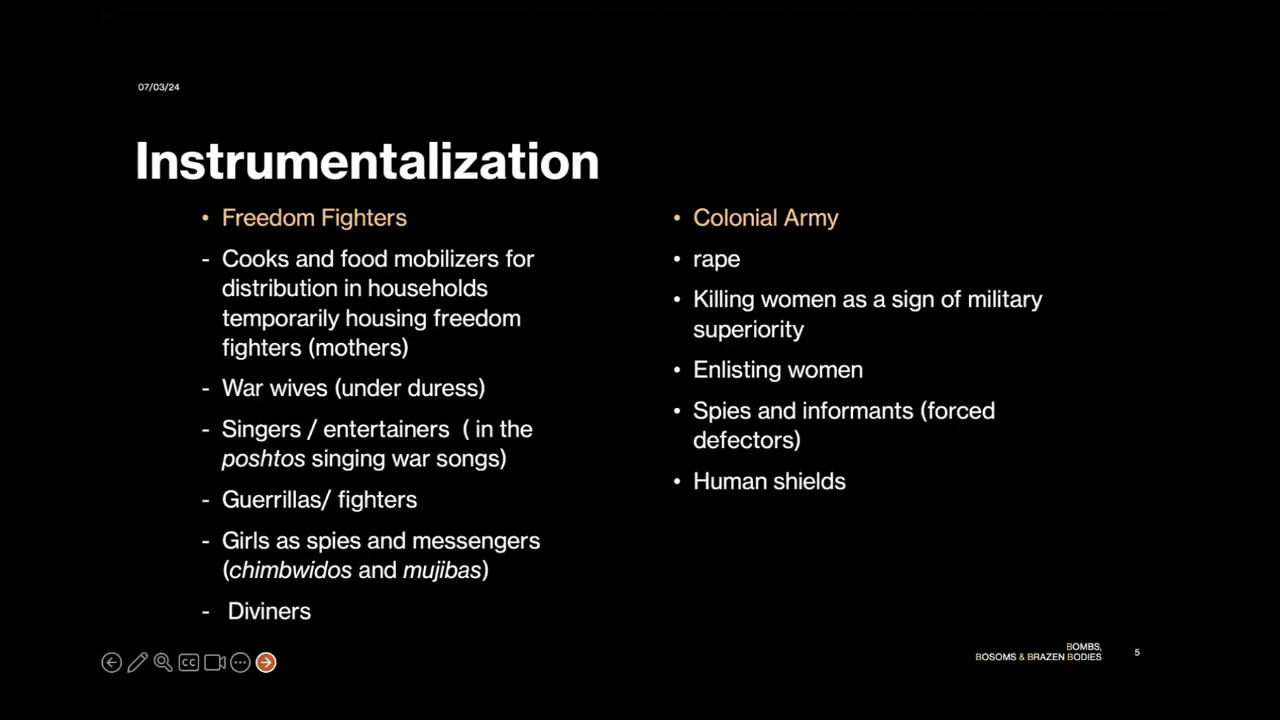 07/03/24
Instrumentalization
• Freedom Fighters
- Cooks and food mobilizers for
distribution in households
temporarily housing freedom
fighters (mothers)
- War wives (under duress)
- Singers / entertainers ( in the
poshtos singing war songs)
- Guerrillas/ fighters
- Girls as spies and messengers
(chimbwidos and mujibas)
- Diviners
• Colonial Army
• rape
• Killing women as a sign of military
superiority
• Enlisting women
• Spies and informants (forced
defectors)
• Human shields
CC
BOMBS,
BOSOMS & BRAZEN BODIES
5